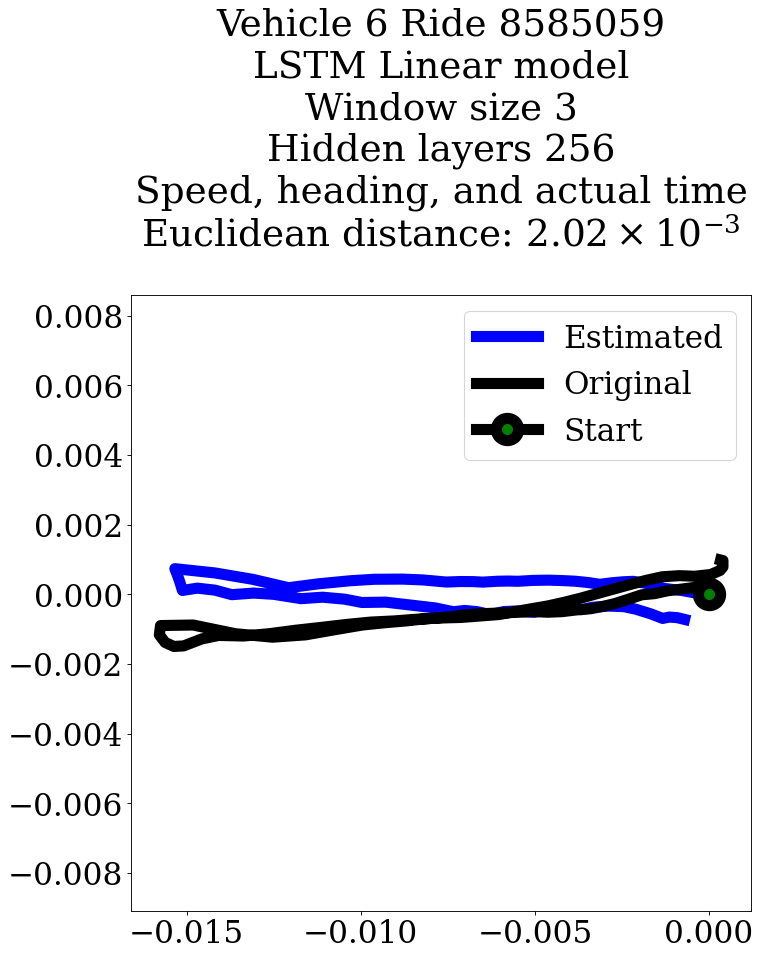 Vehicle 6 Ride 8585059
LSTM Linear model
Window size 3
Hidden layers 256
Speed, heading, and actual time
Euclidean distance: 2.02 × 10⁻³
Estimated
Original
Start
0.008
0.006
0.004
0.002
0.000
−0.002
−0.004
−0.006
−0.008
−0.015 −0.010 −0.005 0.000